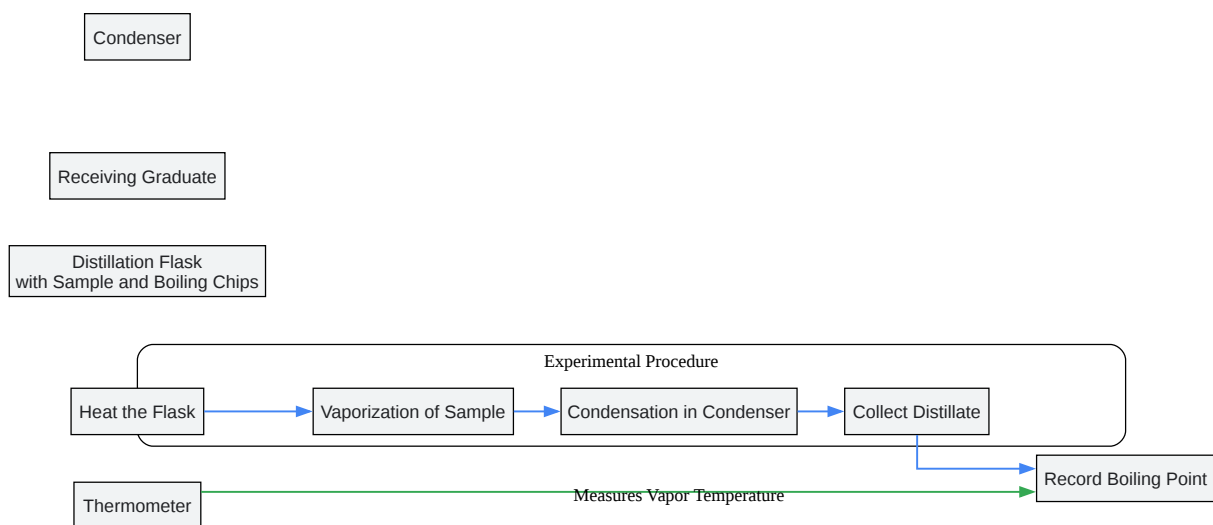 Condenser
Receiving Graduate
Distillation Flask
with Sample and Boiling Chips
Experimental Procedure
Heat the Flask
Vaporization of Sample
Condensation in Condenser
Collect Distillate
Record Boiling Point
Thermometer
Measures Vapor Temperature